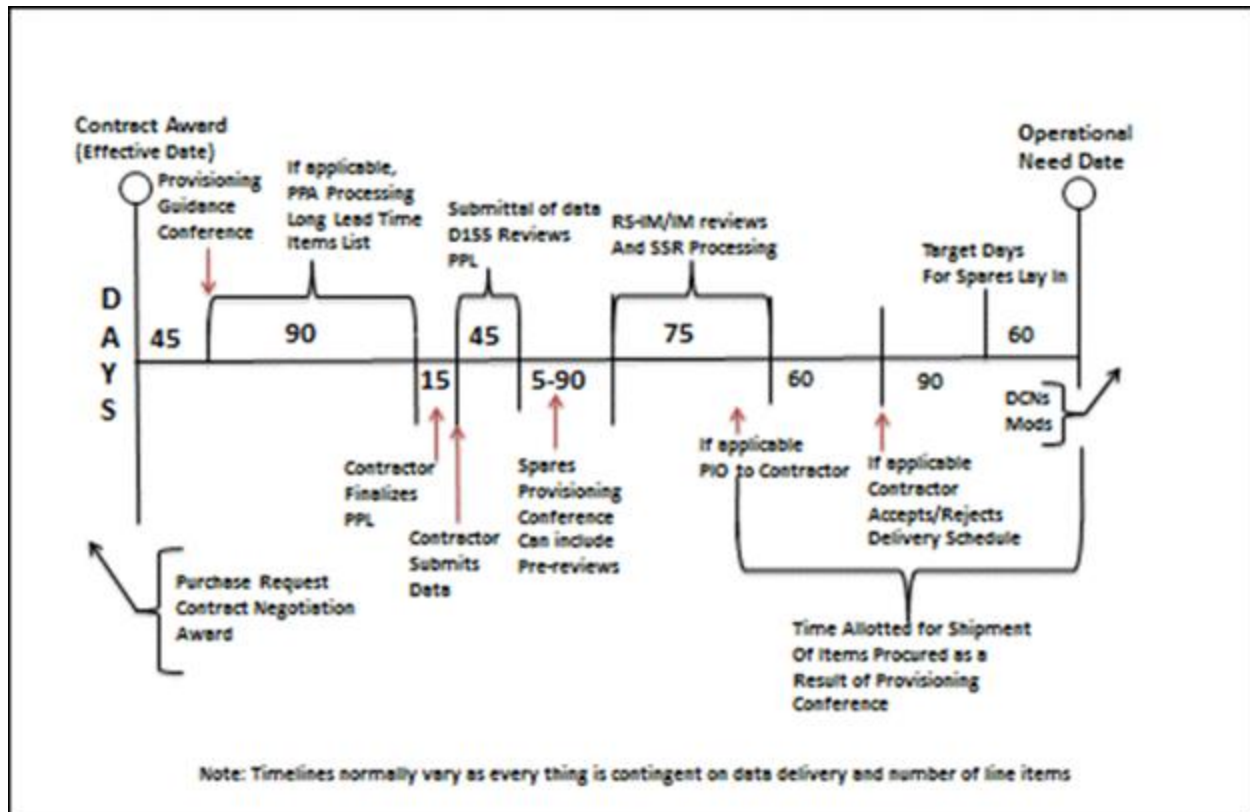 Contract Award
(Effective Date)
Provisioning
Guidance
Conference
If applicable,
PPA Processing
Long Lead Time
Items List
Submittal of data
D1SS Reviews
PPL
RS-IM/IM reviews
And SSR Processing
Target Days
For Spares Lay In
Operational
Need Date
D
A
Y
S
45
90
15
45
5-90
75
60
90
60
DCNs
Mods
Contractor
Finalizes
PPL
Contractor
Submits
Data
Spares
Provisioning
Conference
Can include
Pre-reviews
If applicable
PIO to Contractor
If applicable
Contractor
Accepts/Rejects
Delivery Schedule
Purchase Request
Contract Negotiation
Award
Time Allotted for Shipment
Of Items Procured as a
Result of Provisioning
Conference
Note: Timelines normally vary as every thing is contingent on data delivery and number of line items